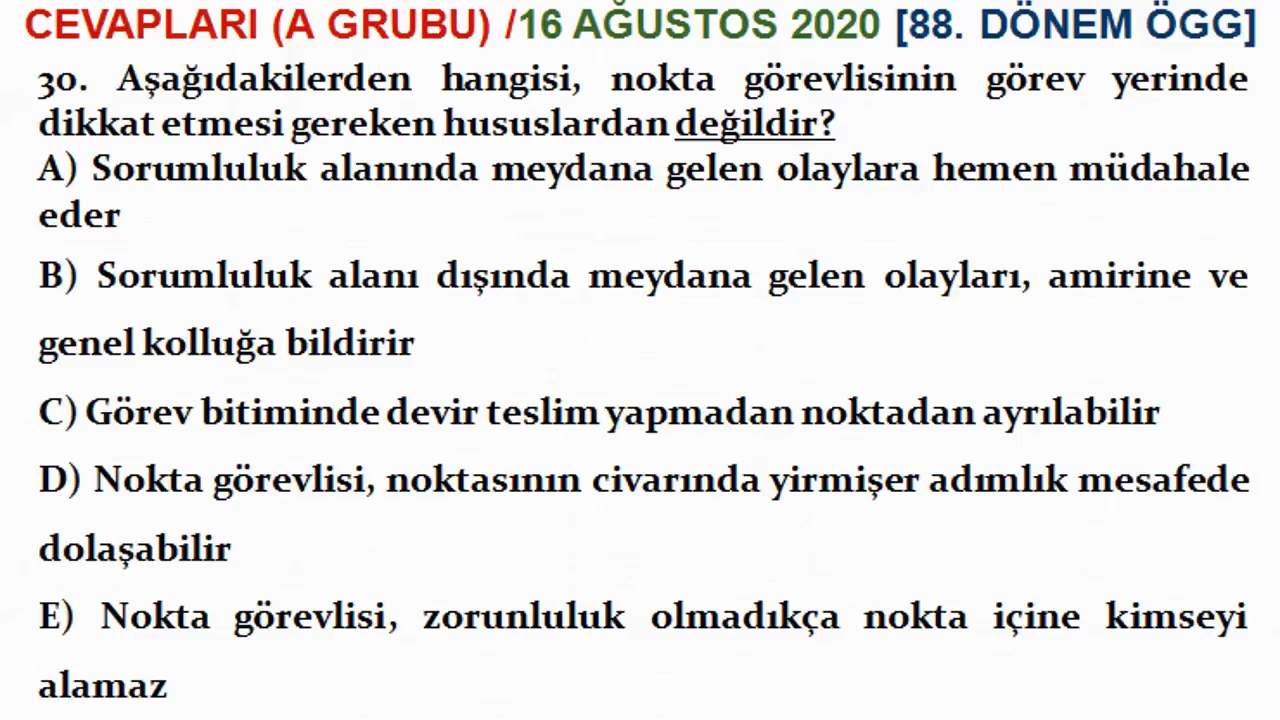 CEVAPLARI (A GRUBU) /16 AĞUSTOS 2020 [88. DÖNEM ÖGG]
30. Aşağıdakilerden hangisi, nokta görevlisinin görev yerinde
dikkat etmesi gereken hususlardan değildir?
A) Sorumluluk alanında meydana gelen olaylara hemen müdahale
eder
B) Sorumluluk alanı dışında meydana gelen olayları, amirine ve
genel kolluğa bildirir
C) Görev bitiminde devir teslim yapmadan noktadan ayrılabilir
D) Nokta görevlisi, noktasının civarında yirmişer adımlık mesafede
dolaşabilir
E) Nokta görevlisi, zorunluluk olmadıkça nokta içine kimseyi
alamaz